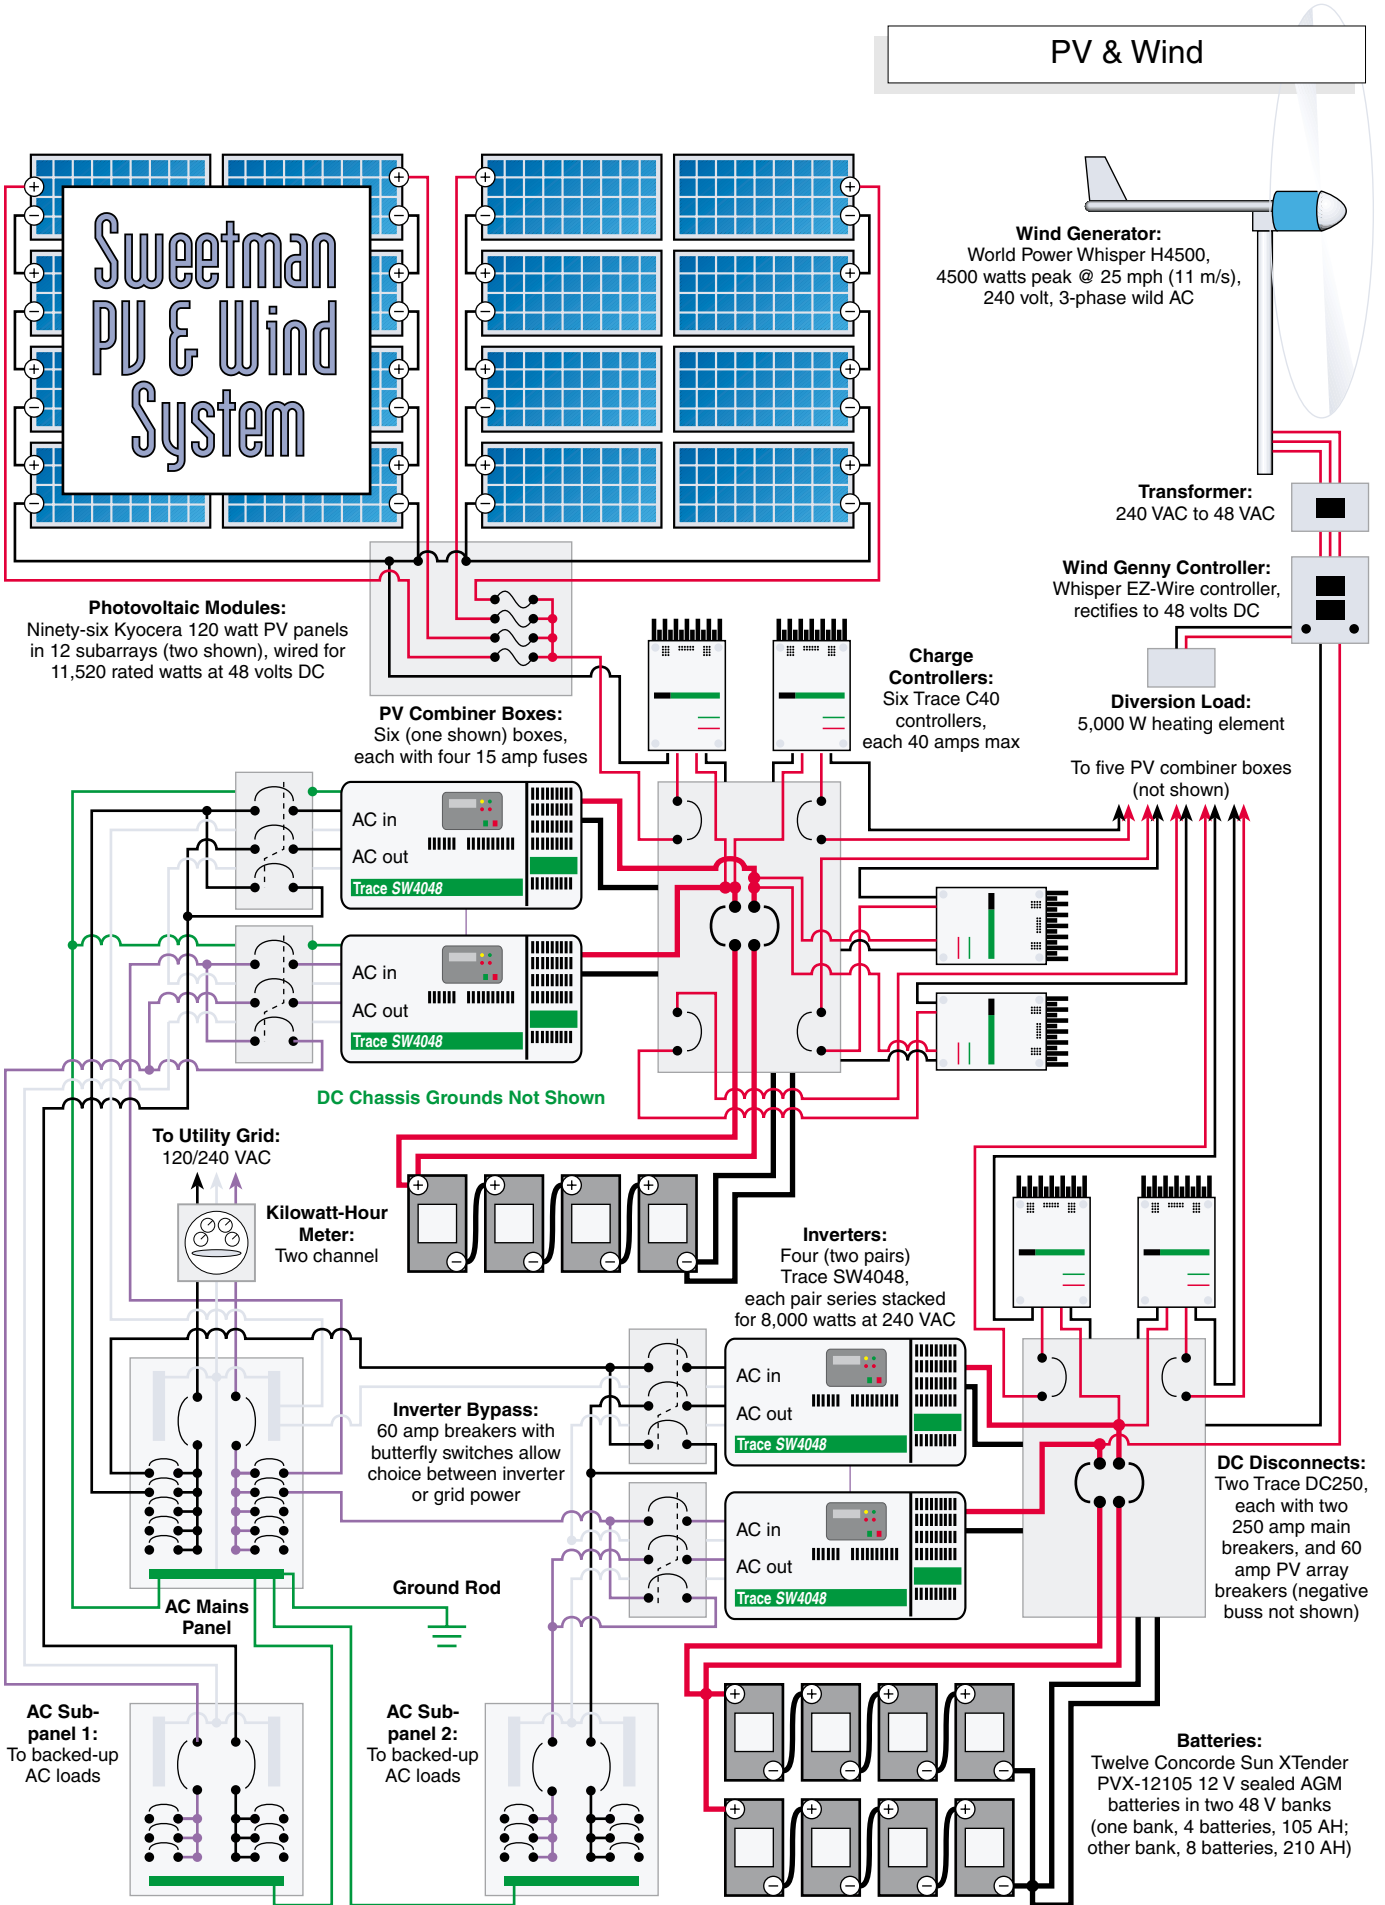 PV & Wind
Sweetman
PV & Wind
System
Wind Generator:
World Power Whisper H4500,
4500 watts peak @ 25 mph (11 m/s),
240 volt, 3-phase wild AC
Transformer:
240 VAC to 48 VAC
Wind Genny Controller:
Whisper EZ-Wire controller,
rectifies to 48 volts DC
Photovoltaic Modules:
Ninety-six Kyocera 120 watt PV panels
in 12 subarrays (two shown), wired for
11,520 rated watts at 48 volts DC
Charge
Controllers:
Six Trace C40
controllers,
each 40 amps max
Diversion Load:
5,000 W heating element
PV Combiner Boxes:
Six (one shown) boxes,
each with four 15 amp fuses
To five PV combiner boxes
(not shown)
AC in
AC out
Trace SW4048
AC in
AC out
Trace SW4048
DC Chassis Grounds Not Shown
To Utility Grid:
120/240 VAC
Kilowatt-Hour
Meter:
Two channel
Inverters:
Four (two pairs)
Trace SW4048,
each pair series stacked
for 8,000 watts at 240 VAC
AC in
AC out
Trace SW4048
Inverter Bypass:
60 amp breakers with
butterfly switches allow
choice between inverter
or grid power
DC Disconnects:
Two Trace DC250,
each with two
250 amp main
breakers, and 60
amp PV array
breakers (negative
buss not shown)
AC in
AC out
Trace SW4048
Ground Rod
AC Mains
Panel
AC Sub-
panel 1:
To backed-up
AC loads
AC Sub-
panel 2:
To backed-up
AC loads
Batteries:
Twelve Concorde Sun XTender
PVX-12105 12 V sealed AGM
batteries in two 48 V banks
(one bank, 4 batteries, 105 AH;
other bank, 8 batteries, 210 AH)